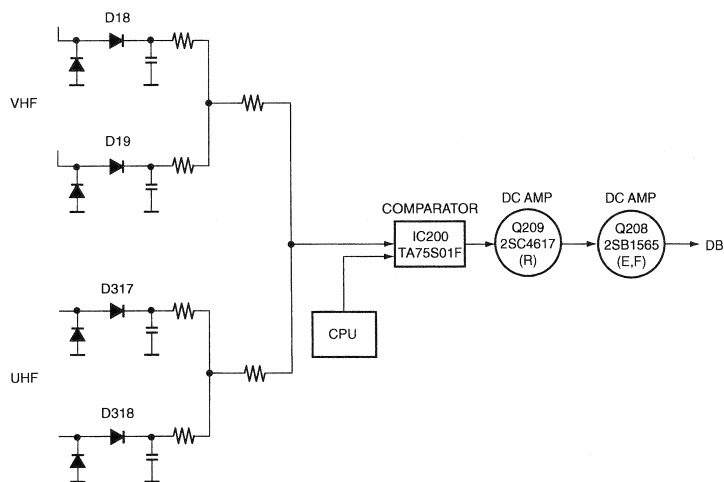 D18
VHF
D19
COMPARATOR
IC200
TA75S01F
DC AMP
Q209
2SC4617
(R)
DC AMP
Q208
2SB1565
(E,F)
DB
CPU
D317
UHF
D318